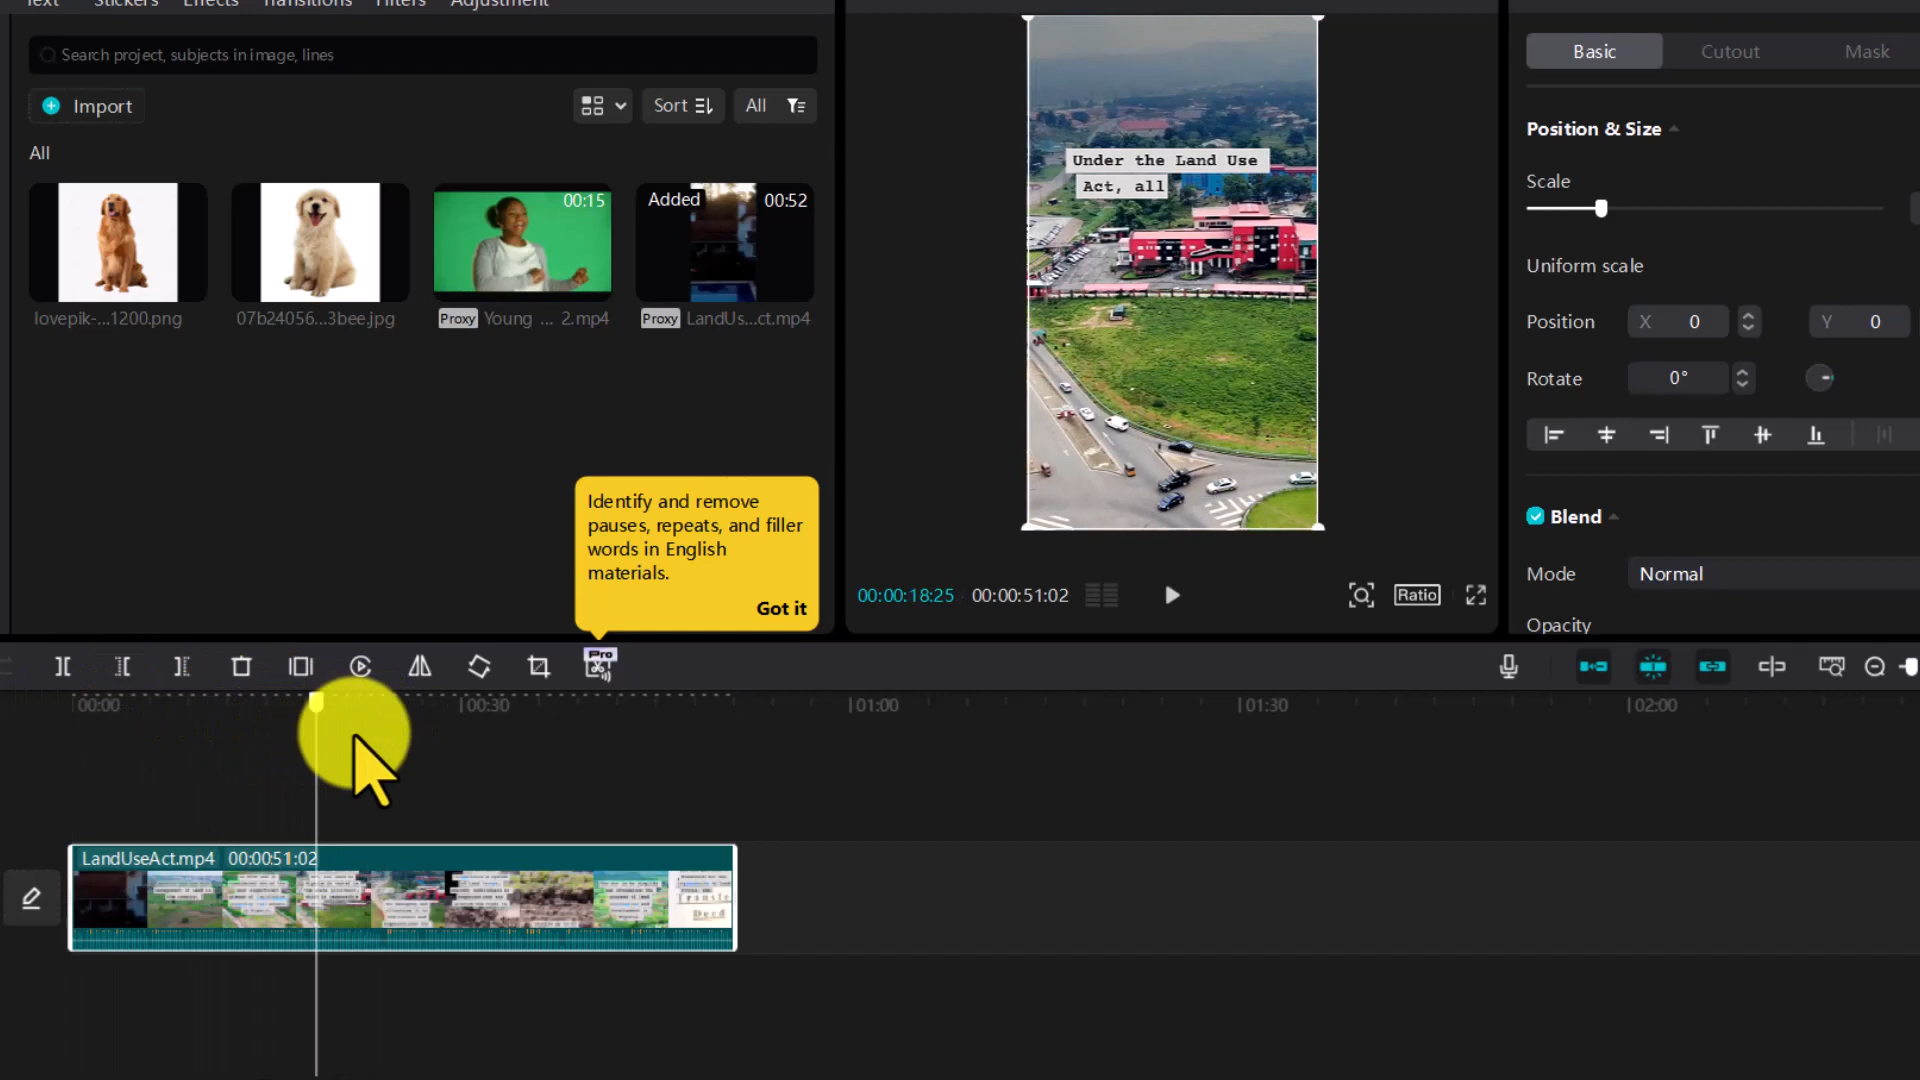 Text Stickers Effects Transitions Filters Adjustment
Search project, subjects in image, lines
Import
Sort
All
All
lovepik-...1200.png
07b24056...3bee.jpg
00:15
Proxy Young ... 2.mp4
Added 00:52
Proxy LandUs...ct.mp4
Identify and remove
pauses, repeats, and filler
words in English
materials.
Got it
Under the Land Use
Act, all
00:00:18:25 00:00:51:02
Ratio
Basic Cutout Mask
Position & Size
Scale
Uniform scale
Position X 0 Y 0
Rotate 0°
Blend
Mode Normal
Opacity
Pro
00:00 00:30 01:00 01:30 02:00
LandUseAct.mp4 00:00:51:02
Transfe
Deed